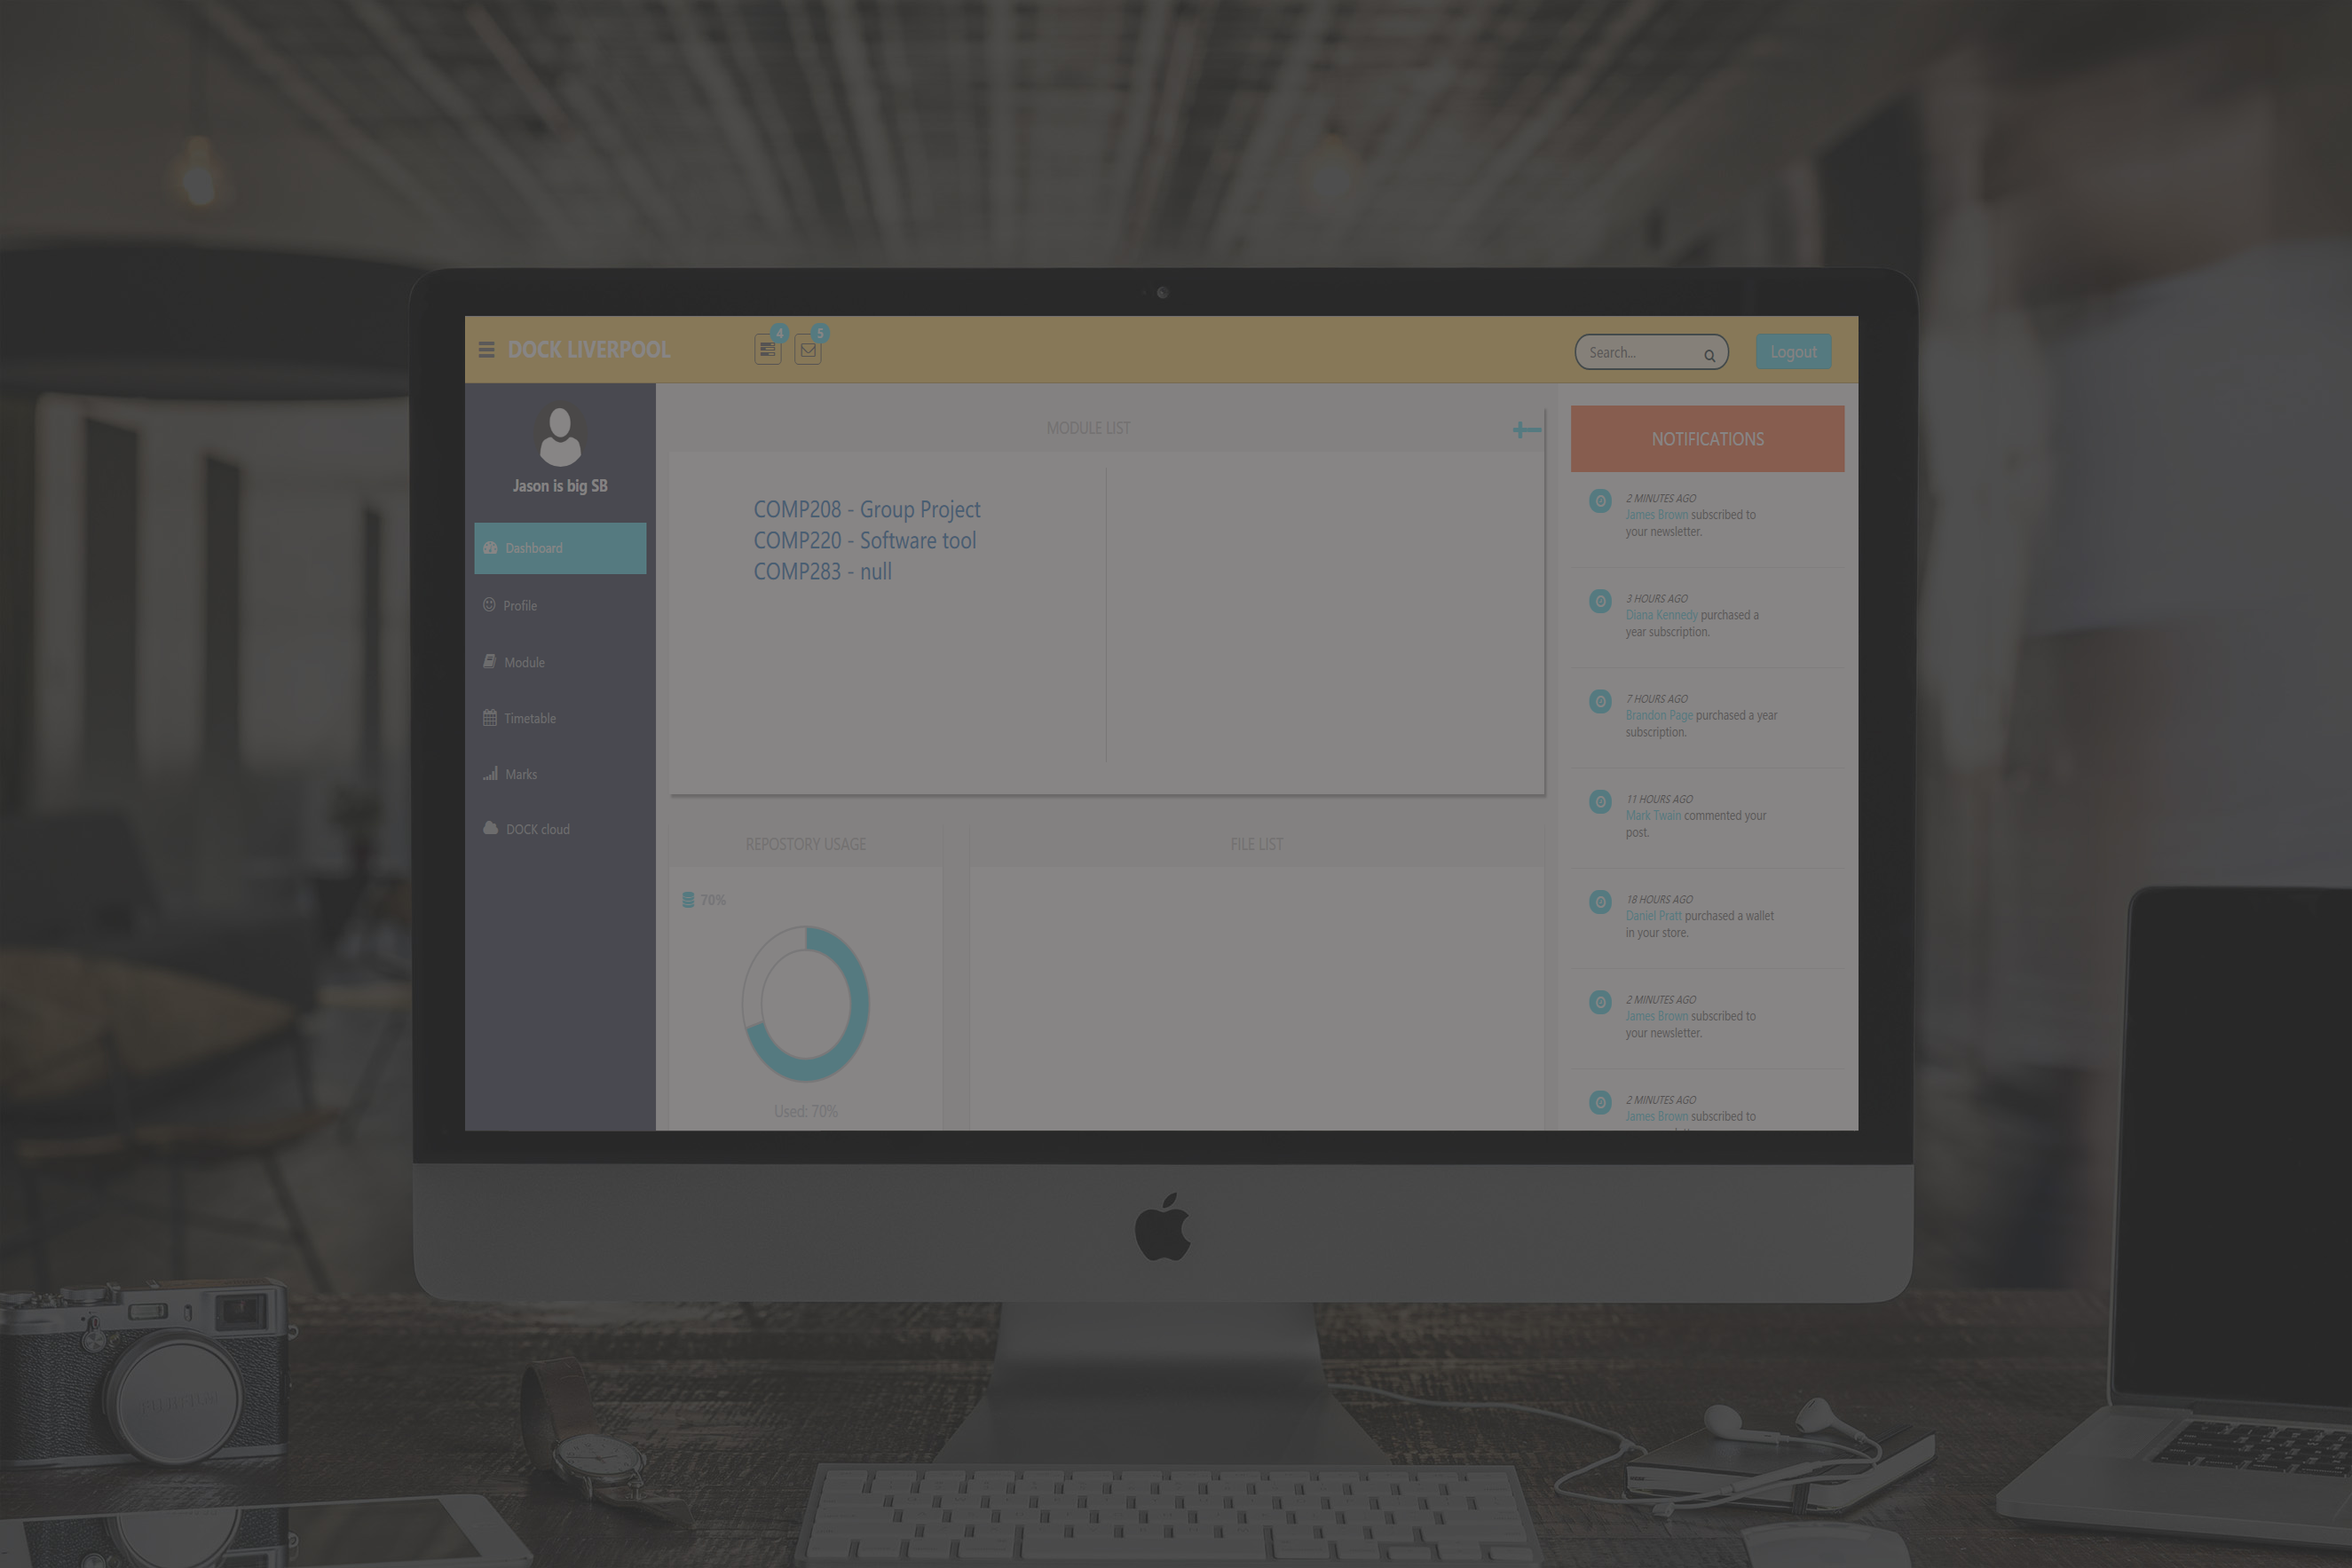 DOCK LIVERPOOL
4
5
Search...
Logout
Jason is big SB
Dashboard
Profile
Module
Timetable
Marks
DOCK cloud
MODULE LIST
COMP208 - Group Project
COMP220 - Software tool
COMP283 - null
REPOSTORY USAGE
70%
Used: 70%
FILE LIST
NOTIFICATIONS
2 MINUTES AGO
James Brown subscribed to
your newsletter.
3 HOURS AGO
Diana Kennedy purchased a
year subscription.
7 HOURS AGO
Brandon Page purchased a year
subscription.
11 HOURS AGO
Mark Twain commented your
post.
18 HOURS AGO
Daniel Pratt purchased a wallet
in your store.
2 MINUTES AGO
James Brown subscribed to
your newsletter.
2 MINUTES AGO
James Brown subscribed to